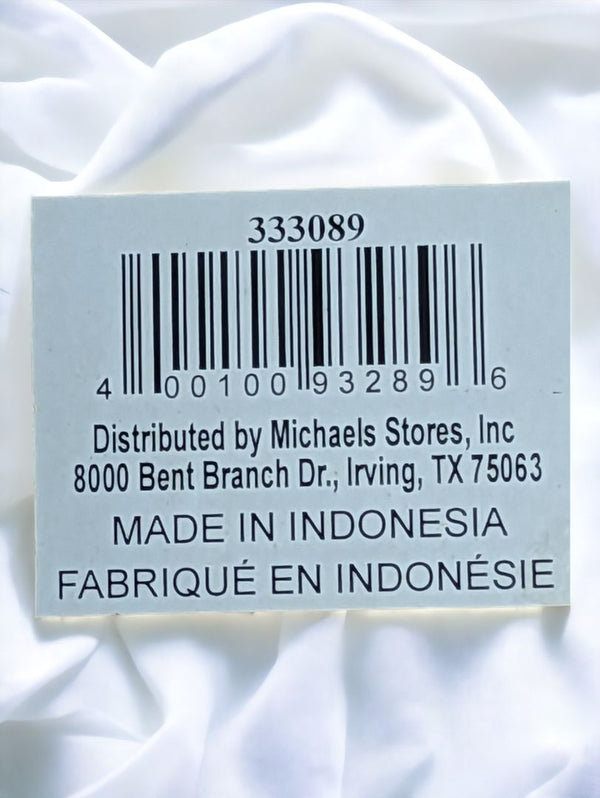 333089
4 00100 93289 6
Distributed by Michaels Stores, Inc
8000 Bent Branch Dr., Irving, TX 75063
MADE IN INDONESIA
FABRIQUÉ EN INDONÉSIE